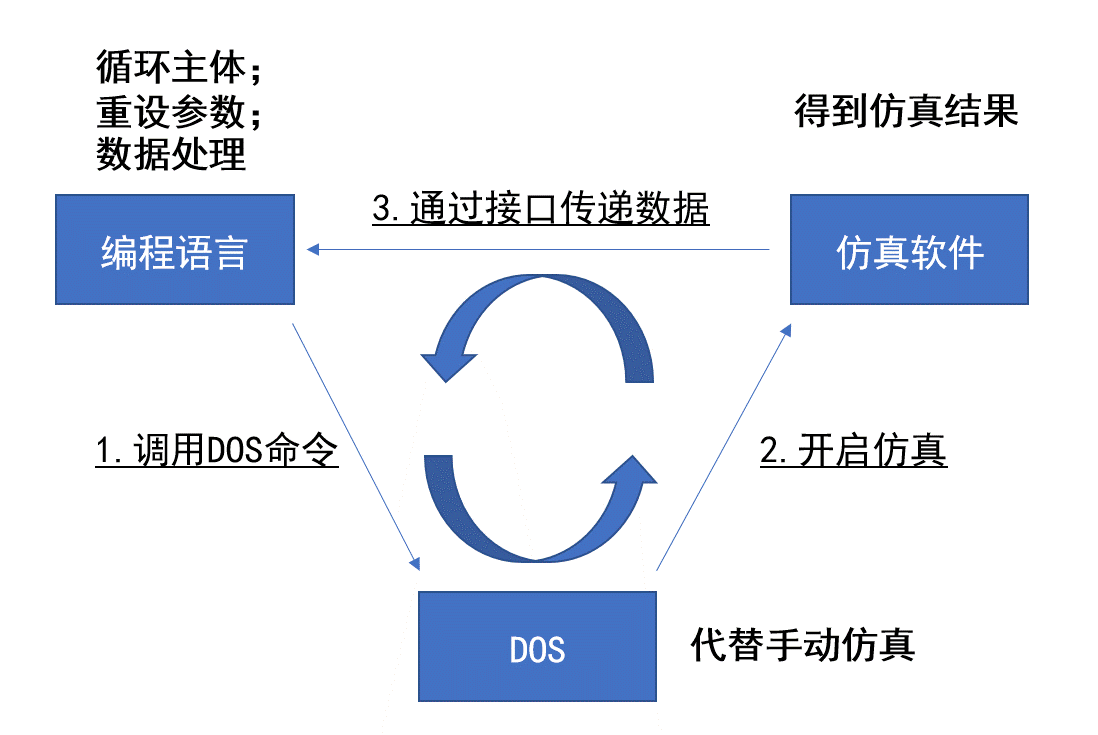 循环主体；
重设参数；
数据处理
得到仿真结果
3.通过接口传递数据
编程语言
仿真软件
1.调用DOS命令
2.开启仿真
DOS
代替手动仿真